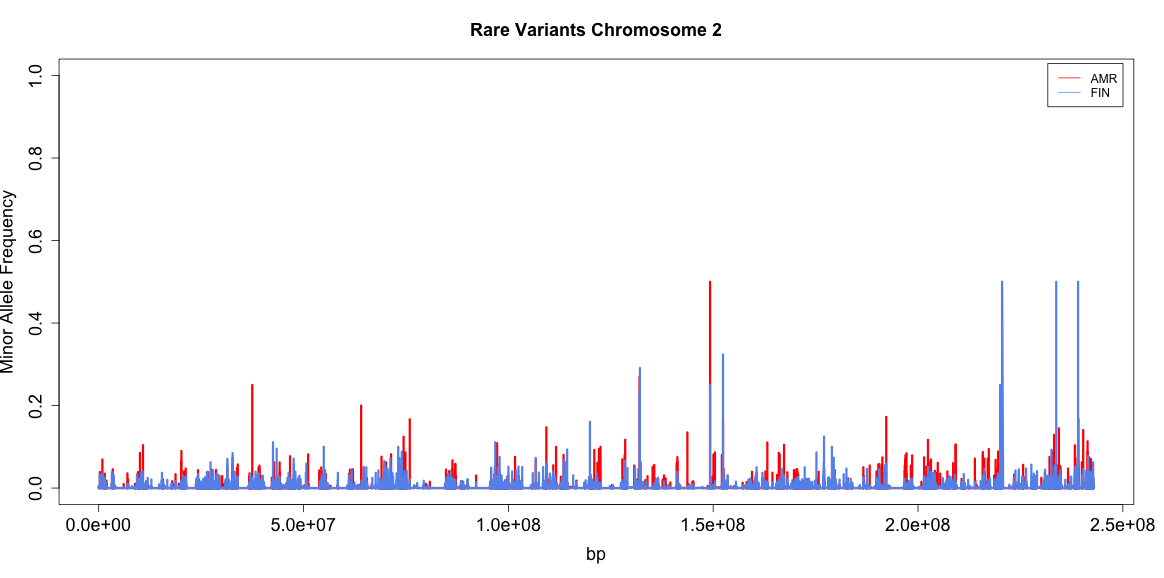 Rare Variants Chromosome 2
AMR
FIN
1.0
0.8
0.6
0.4
0.2
0.0
Minor Allele Frequency
0.0e+00 5.0e+07 1.0e+08 1.5e+08 2.0e+08 2.5e+08
bp